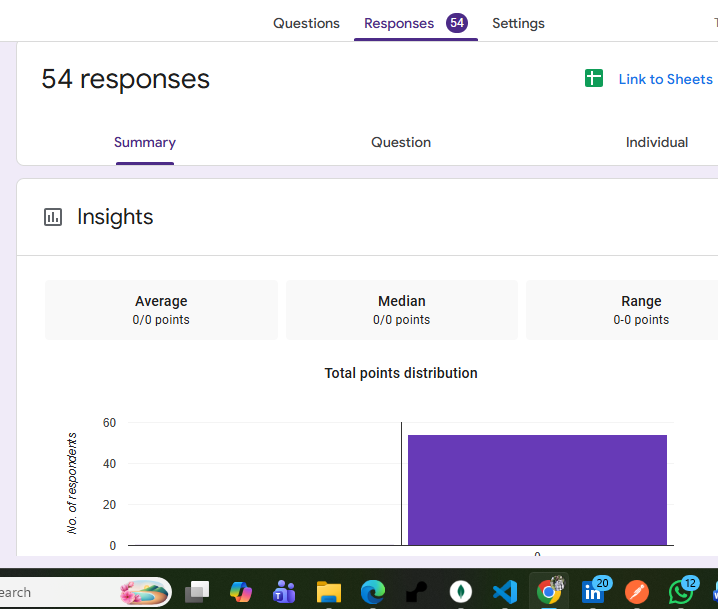 Questions Responses 54 Settings
54 responses
Link to Sheets
Summary Question Individual
Insights
Average Median Range
0/0 points 0/0 points 0-0 points
Total points distribution
No. of respondents
60
40
20
0
earch
20 12